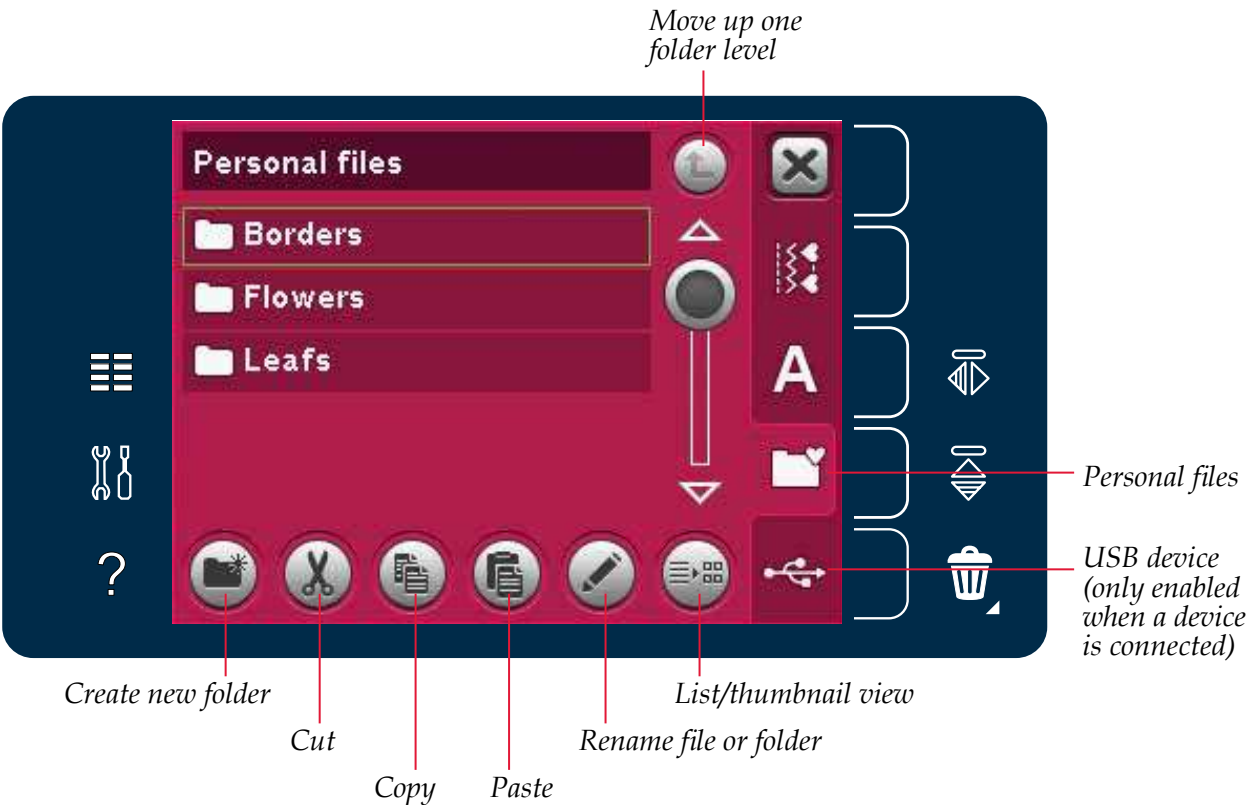 Move up one
folder level
Personal files
Borders
Flowers
Leafs
A
?
Personal files
USB device
(only enabled
when a device
is connected)
Create new folder
List/thumbnail view
Cut
Rename file or folder
Copy
Paste